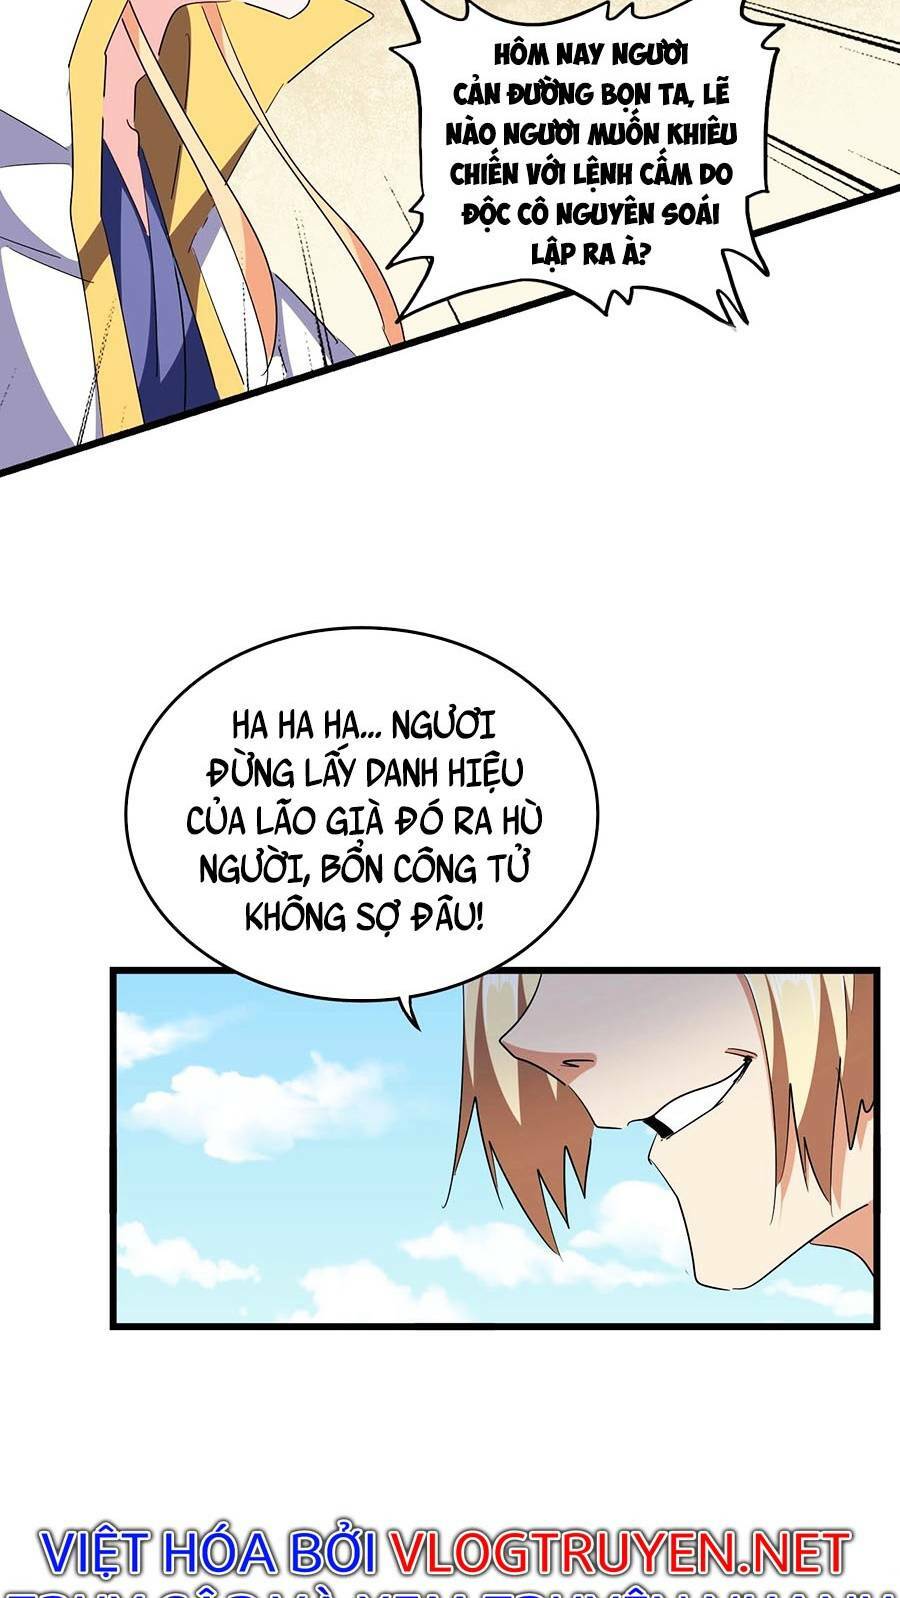 HÔM NAY NGƯƠI
CẢN ĐƯỜNG BỌN TA, LẼ
NÀO NGƯƠI MUỐN KHIÊU
CHIẾN VỚI LỆNH CẤM DO
ĐỘC CÔ NGUYÊN SOÁI
LẬP RA À?
HA HA HA... NGƯƠI
ĐỪNG LẤY DANH HIỆU
CỦA LÃO GIÀ ĐÓ RA HÙ
NGƯỜI, BỔN CÔNG TỬ
KHÔNG SỢ ĐÂU!
VIỆT HÓA BỞI VLOGTRUYEN.NET